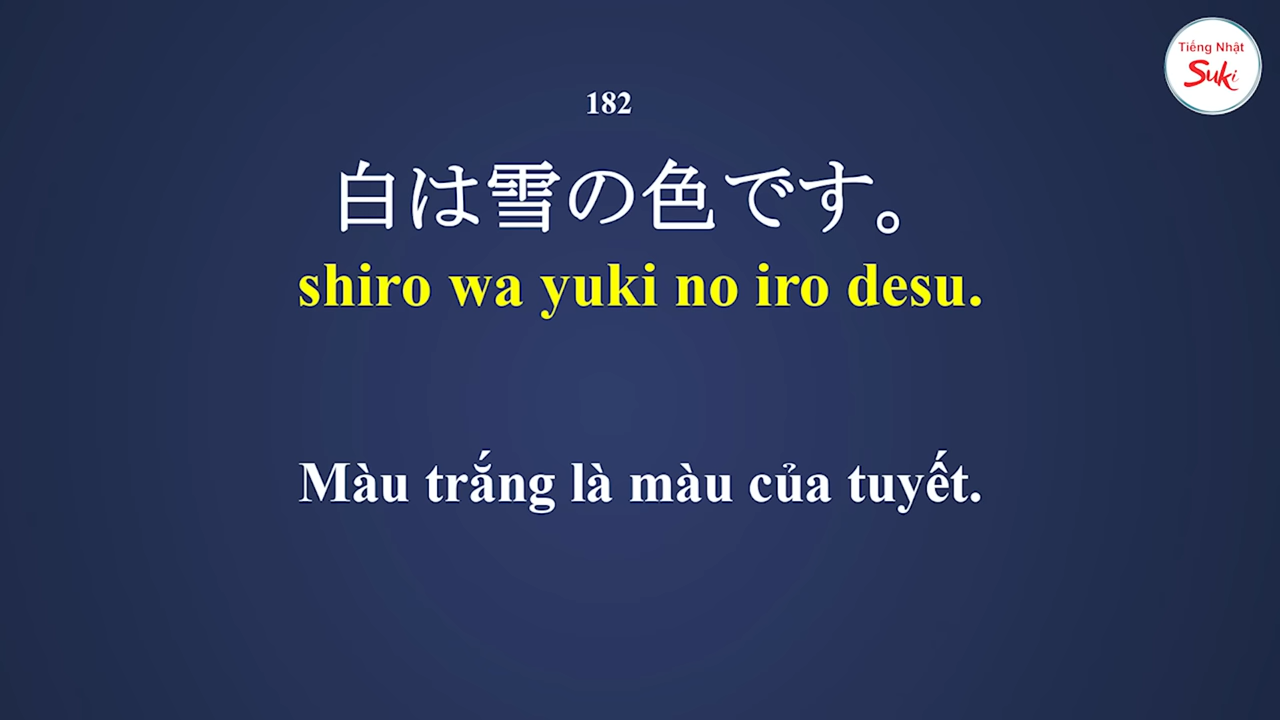 Tiếng Nhật
Suki
182
白は雪の色です。
shiro wa yuki no iro desu.
Màu trắng là màu của tuyết.